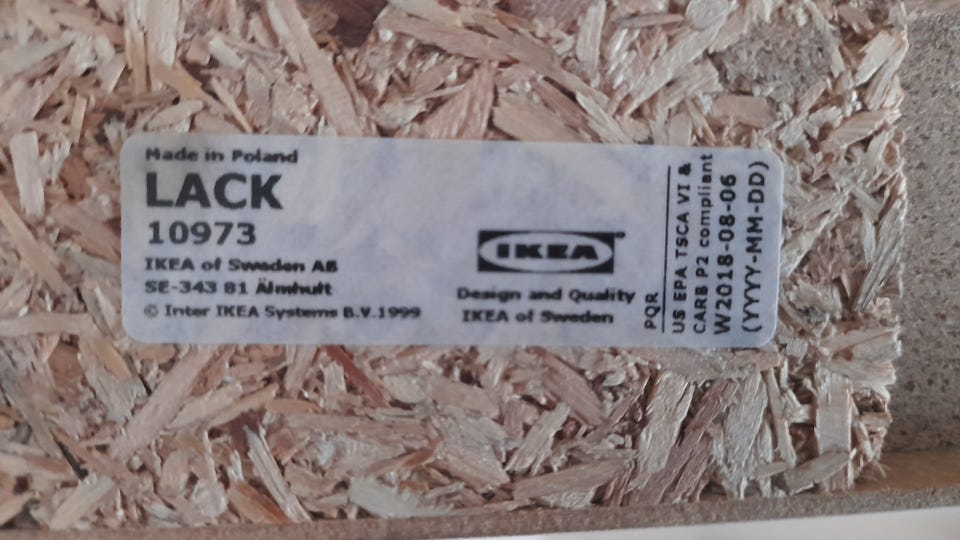 Made in Poland
LACK
10973
IKEA of Sweden AB
SE-343 81 Älmhult
© Inter IKEA Systems B.V.1999
IKEA
Design and Quality
IKEA of Sweden
PQR
US EPA TSCA VI &
CARB P2 compliant
W2018-08-06
(YYYY-MM-DD)